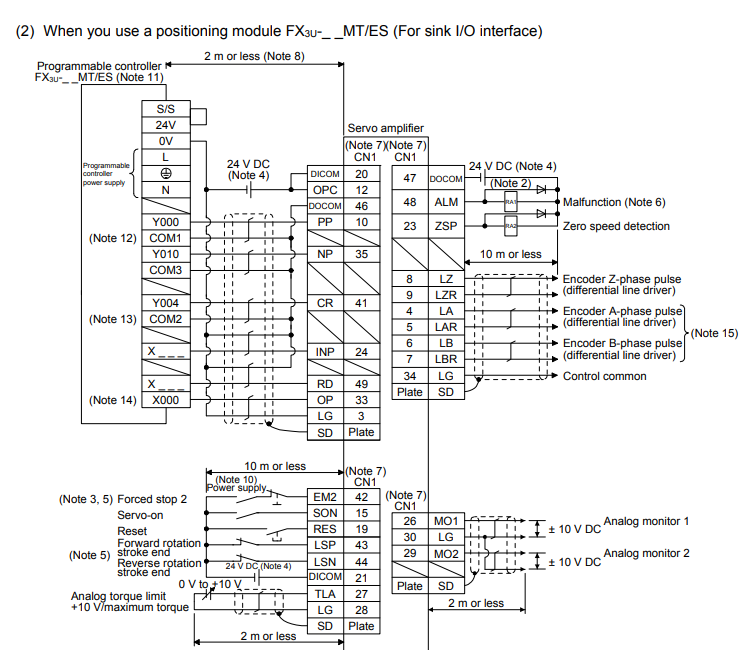 (2) When you use a positioning module FX3U-_ _MT/ES (For sink I/O interface)
2 m or less (Note 8)
Programmable controller
FX3U-_ _MT/ES (Note 11)
S/S
24V
0V
L
N
Programmable
controller
power supply
Y000
(Note 12) COM1
Y010
COM3
Y004
(Note 13) COM2
X_ _ _
X_ _ _
(Note 14) X000
24 V DC
(Note 4)
Servo amplifier
(Note 7)(Note 7)
CN1 CN1
DICOM 20
OPC 12
DOCOM 46
PP 10
NP 35
CR 41
INP 24
RD 49
OP 33
LG 3
SD Plate
47 DOCOM
48 ALM
23 ZSP
8 LZ
9 LZR
4 LA
5 LAR
6 LB
7 LBR
34 LG
Plate SD
24 V DC (Note 4)
(Note 2)
RA1
RA2
Malfunction (Note 6)
Zero speed detection
10 m or less
Encoder Z-phase pulse
(differential line driver)
Encoder A-phase pulse
(differential line driver)
Encoder B-phase pulse
(differential line driver)
(Note 15)
Control common
10 m or less
(Note 10)
Power supply
(Note 7)
CN1
(Note 3, 5) Forced stop 2
Servo-on
Reset
(Note 5)
Forward rotation
stroke end
Reverse rotation
stroke end
24 V DC (Note 4)
0 V to +10 V
Analog torque limit
+10 V/maximum torque
2 m or less
EM2 42
SON 15
RES 19
LSP 43
LSN 44
DICOM 21
TLA 27
LG 28
SD Plate
(Note 7)
CN1
26 MO1
30 LG
29 MO2
Plate SD
± 10 V DC
Analog monitor 1
± 10 V DC
Analog monitor 2
2 m or less